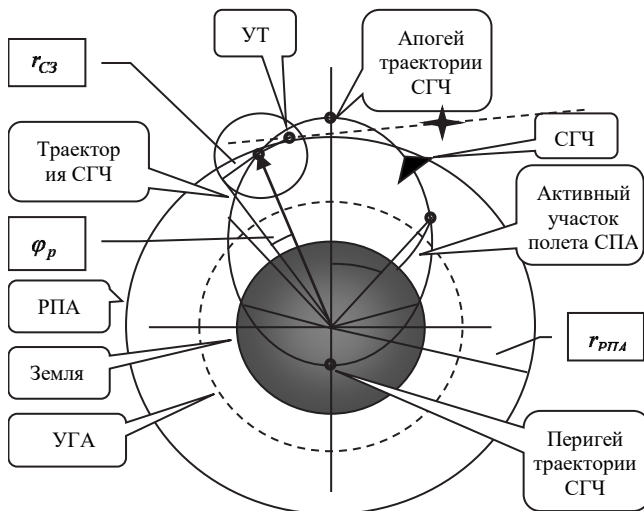 УТ
Апогей
траектории
СГЧ
r_СЗ
СГЧ
Траектор
ия СГЧ
Активный
участок
полета СПА
φ_p
РПА
r_РПА
Земля
УГА
Перигей
траектории
СГЧ